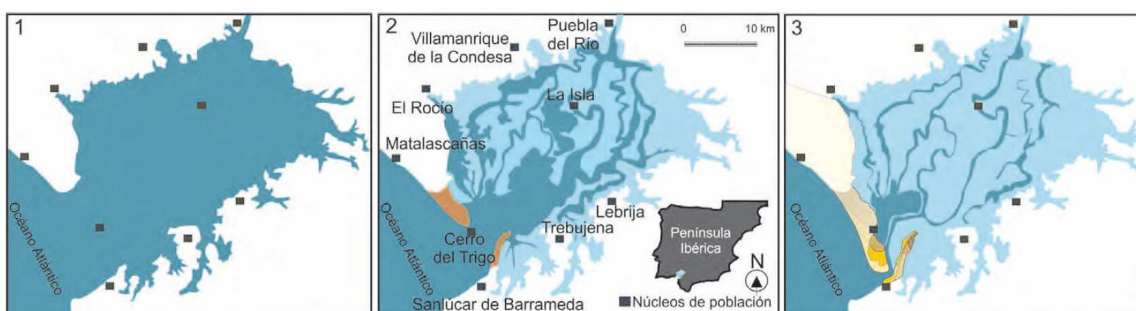 1
Océano Atlántico
2
Villamanrique
de la Condesa
Puebla
del Río
0 10 km
La Isla
El Rocío
Matalascañas
Océano Atlántico
Cerro
del Trigo
Lebrija
Trebujena
Península
Ibérica
N
Sanlúcar de Barrameda
Núcleos de población
3
Océano Atlántico